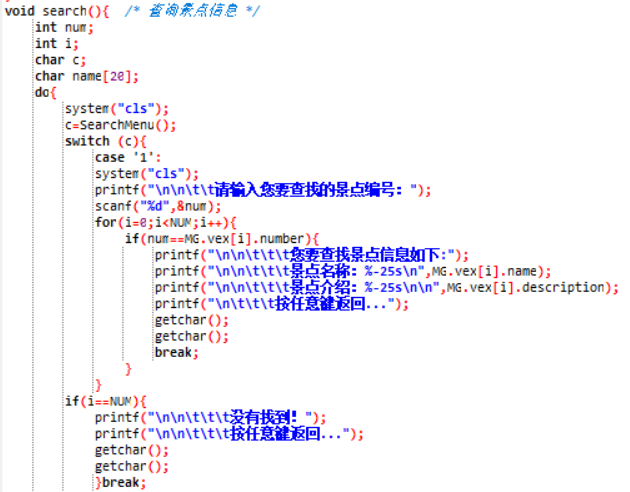 void search(){  /* 查询景点信息 */
    int num;
    int i;
    char c;
    char name[20];
    do{
        system("cls");
        c=SearchMenu();
        switch (c){
            case '1':
            system("cls");
            printf("\n\n\t\t请输入您要查找的景点编号：");
            scanf("%d",&num);
            for(i=0;i<NUM;i++){
                if(num==MG.vex[i].number){
                    printf("\n\n\t\t\t您要查找景点信息如下:");
                    printf("\n\n\t\t\t景点名称：%-25s\n",MG.vex[i].name);
                    printf("\n\n\t\t\t景点介绍：%-25s\n\n",MG.vex[i].description);
                    printf("\n\t\t\t按任意键返回...");
                    getchar();
                    getchar();
                    break;
                }
            }
        if(i==NUM){
            printf("\n\n\t\t\t没有找到！");
            printf("\n\n\t\t\t按任意键返回...");
            getchar();
            getchar();
            }break;